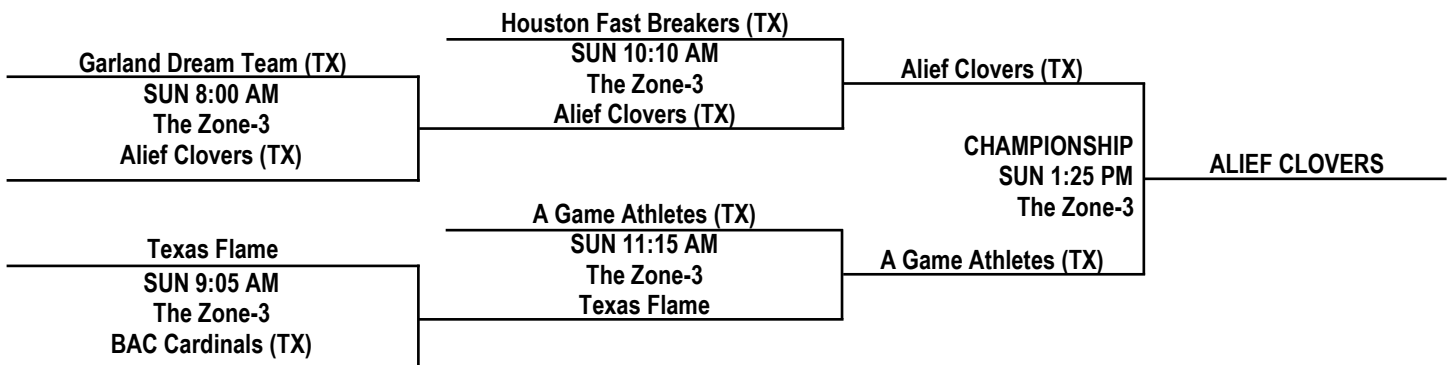 Houston Fast Breakers (TX)
Garland Dream Team (TX)
SUN 10:10 AM
Alief Clovers (TX)
SUN 8:00 AM
The Zone-3
The Zone-3
Alief Clovers (TX)
Alief Clovers (TX)
CHAMPIONSHIP
SUN 1:25 PM
ALIEF CLOVERS
The Zone-3
A Game Athletes (TX)
Texas Flame
SUN 11:15 AM
A Game Athletes (TX)
SUN 9:05 AM
The Zone-3
The Zone-3
Texas Flame
BAC Cardinals (TX)